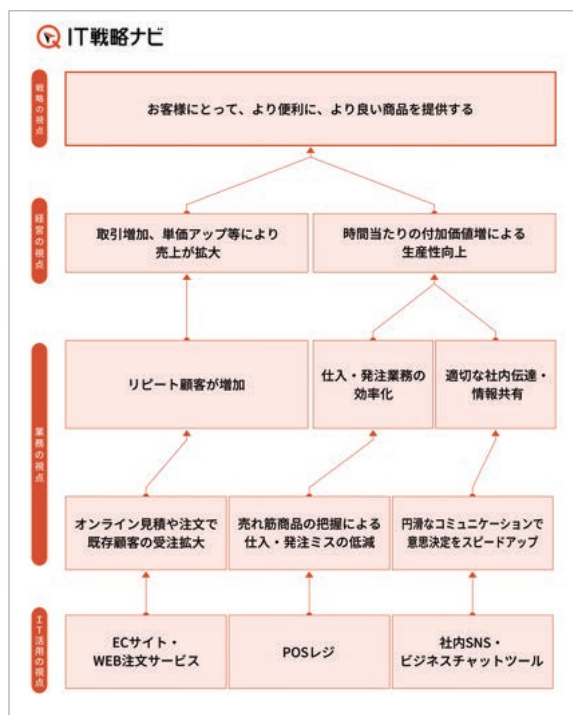 IT戦略ナビ
戦略の視点
お客様にとって、より便利に、より良い商品を提供する
経営の視点
取引増加、単価アップ等により
売上が拡大
時間当たりの付加価値増による
生産性向上
業務の視点
リピート顧客が増加
仕入・発注業務の
効率化
適切な社内伝達・
情報共有
オンライン見積や注文で
既存顧客の受注拡大
売れ筋商品の把握による
仕入・発注ミスの低減
円滑なコミュニケーションで
意思決定をスピードアップ
IT活用の視点
ECサイト・
WEB注文サービス
POSレジ
社内SNS・
ビジネスチャットツール